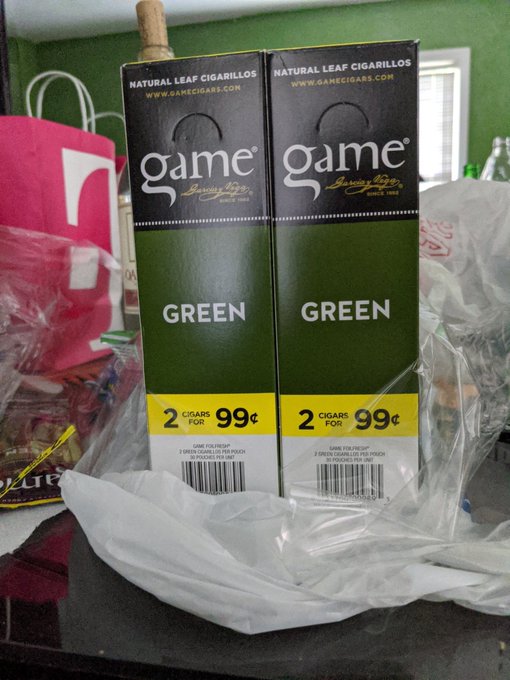 NATURAL LEAF CIGARILLOS
WWW.GAMECIGARS.COM
game®
Garcia y Vega®
SINCE 1882
GREEN
2 CIGARS FOR 99¢
GAME FOILFRESH®
2 GREEN CIGARILLOS PER POUCH
30 POUCHES PER UNIT
NATURAL LEAF CIGARILLOS
WWW.GAMECIGARS.COM
game®
Garcia y Vega®
SINCE 1882
GREEN
2 CIGARS FOR 99¢
GAME FOILFRESH®
2 GREEN CIGARILLOS PER POUCH
30 POUCHES PER UNIT